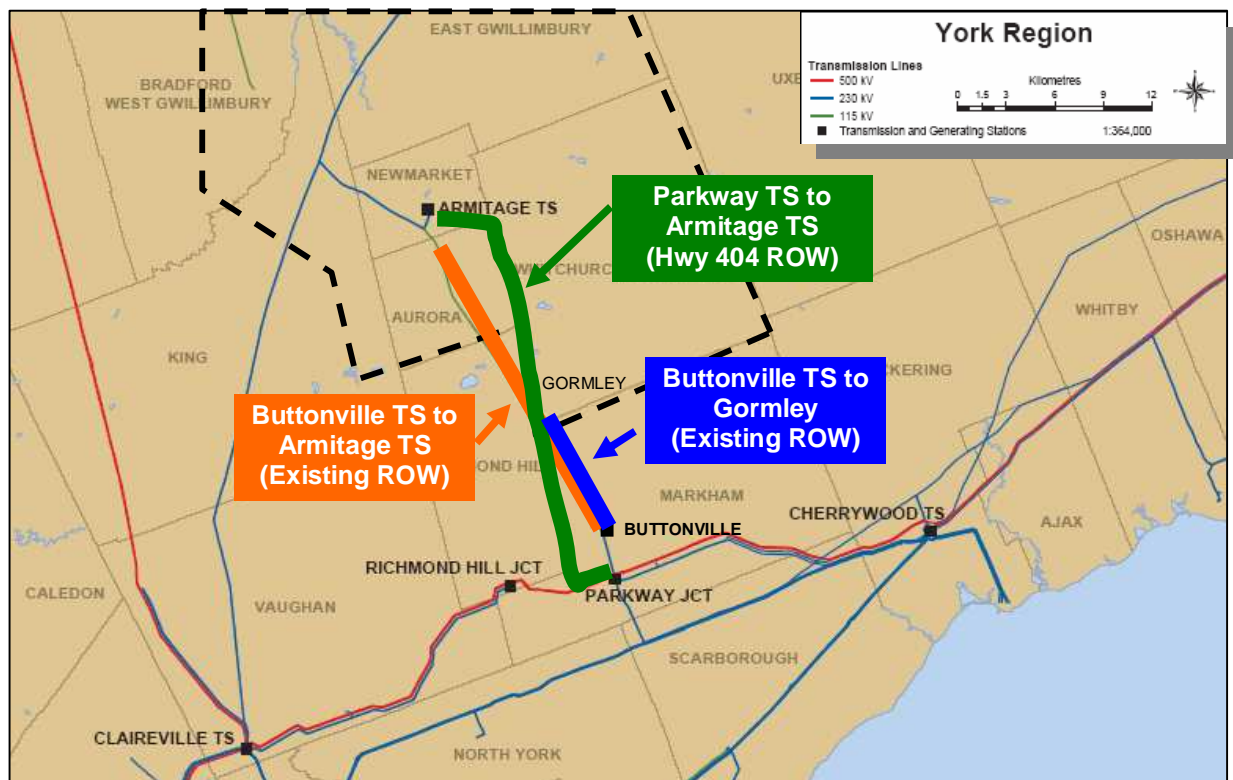 EAST GWILLIMBURY
York Region
Transmission Lines
500 kV
230 kV
115 kV
Transmission and Generating Stations
Kilometres
0 1.5 3 6 9 12
1:364,000
BRADFORD
WEST GWILLIMBURY
NEWMARKET
ARMITAGE TS
Parkway TS to
Armitage TS
(Hwy 404 ROW)
OSHAWA
WHITBY
AURORA
KING
GORMLEY
Buttonville TS to
Gormley
(Existing ROW)
Buttonville TS to
Armitage TS
(Existing ROW)
MARKHAM
CHERRYWOOD TS
AJAX
BUTTONVILLE
RICHMOND HILL JCT
PARKWAY JCT
CALEDON
VAUGHAN
SCARBOROUGH
CLAIREVILLE TS
NORTH YORK